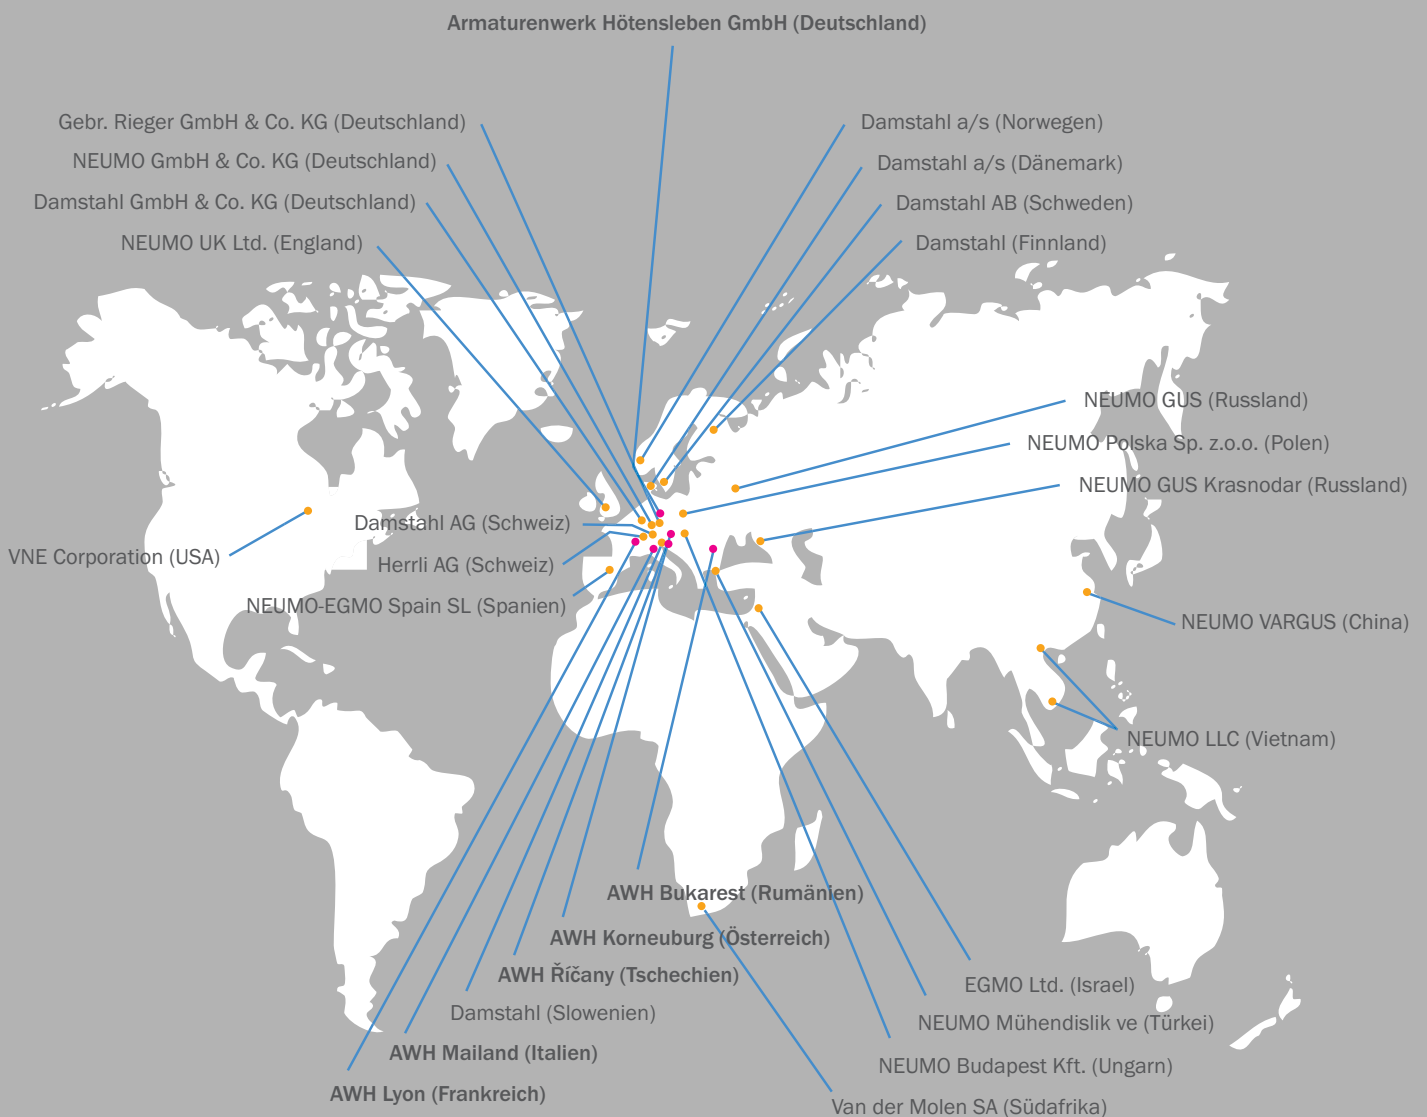 Armaturenwerk Hötensleben GmbH (Deutschland)
Gebr. Rieger GmbH & Co. KG (Deutschland)
NEUMO GmbH & Co. KG (Deutschland)
Damstahl GmbH & Co. KG (Deutschland)
NEUMO UK Ltd. (England)
Damstahl a/s (Norwegen)
Damstahl a/s (Dänemark)
Damstahl AB (Schweden)
Damstahl (Finnland)
NEUMO GUS (Russland)
NEUMO Polska Sp. z.o.o. (Polen)
NEUMO GUS Krasnodar (Russland)
Damstahl AG (Schweiz)
VNE Corporation (USA)
Herrli AG (Schweiz)
NEUMO-EGMO Spain SL (Spanien)
NEUMO VARGUS (China)
NEUMO LLC (Vietnam)
AWH Bukarest (Rumänien)
AWH Korneuburg (Österreich)
AWH Říčany (Tschechien)
Damstahl (Slowenien)
AWH Mailand (Italien)
AWH Lyon (Frankreich)
EGMO Ltd. (Israel)
NEUMO Mühendislik ve (Türkei)
NEUMO Budapest Kft. (Ungarn)
Van der Molen SA (Südafrika)